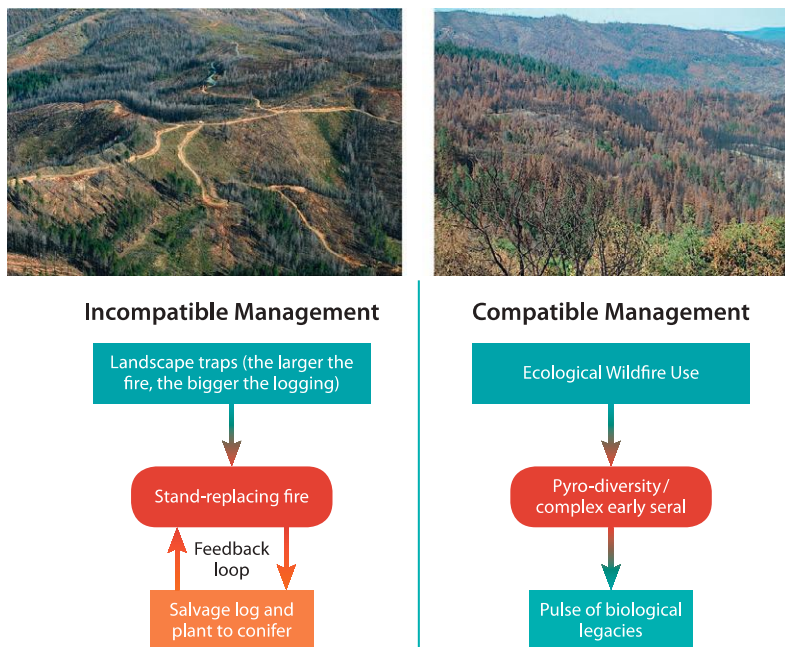 Incompatible Management
Landscape traps (the larger the
fire, the bigger the logging)
Stand-replacing fire
Feedback
loop
Salvage log and
plant to conifer
Compatible Management
Ecological Wildfire Use
Pyro-diversity/
complex early seral
Pulse of biological
legacies